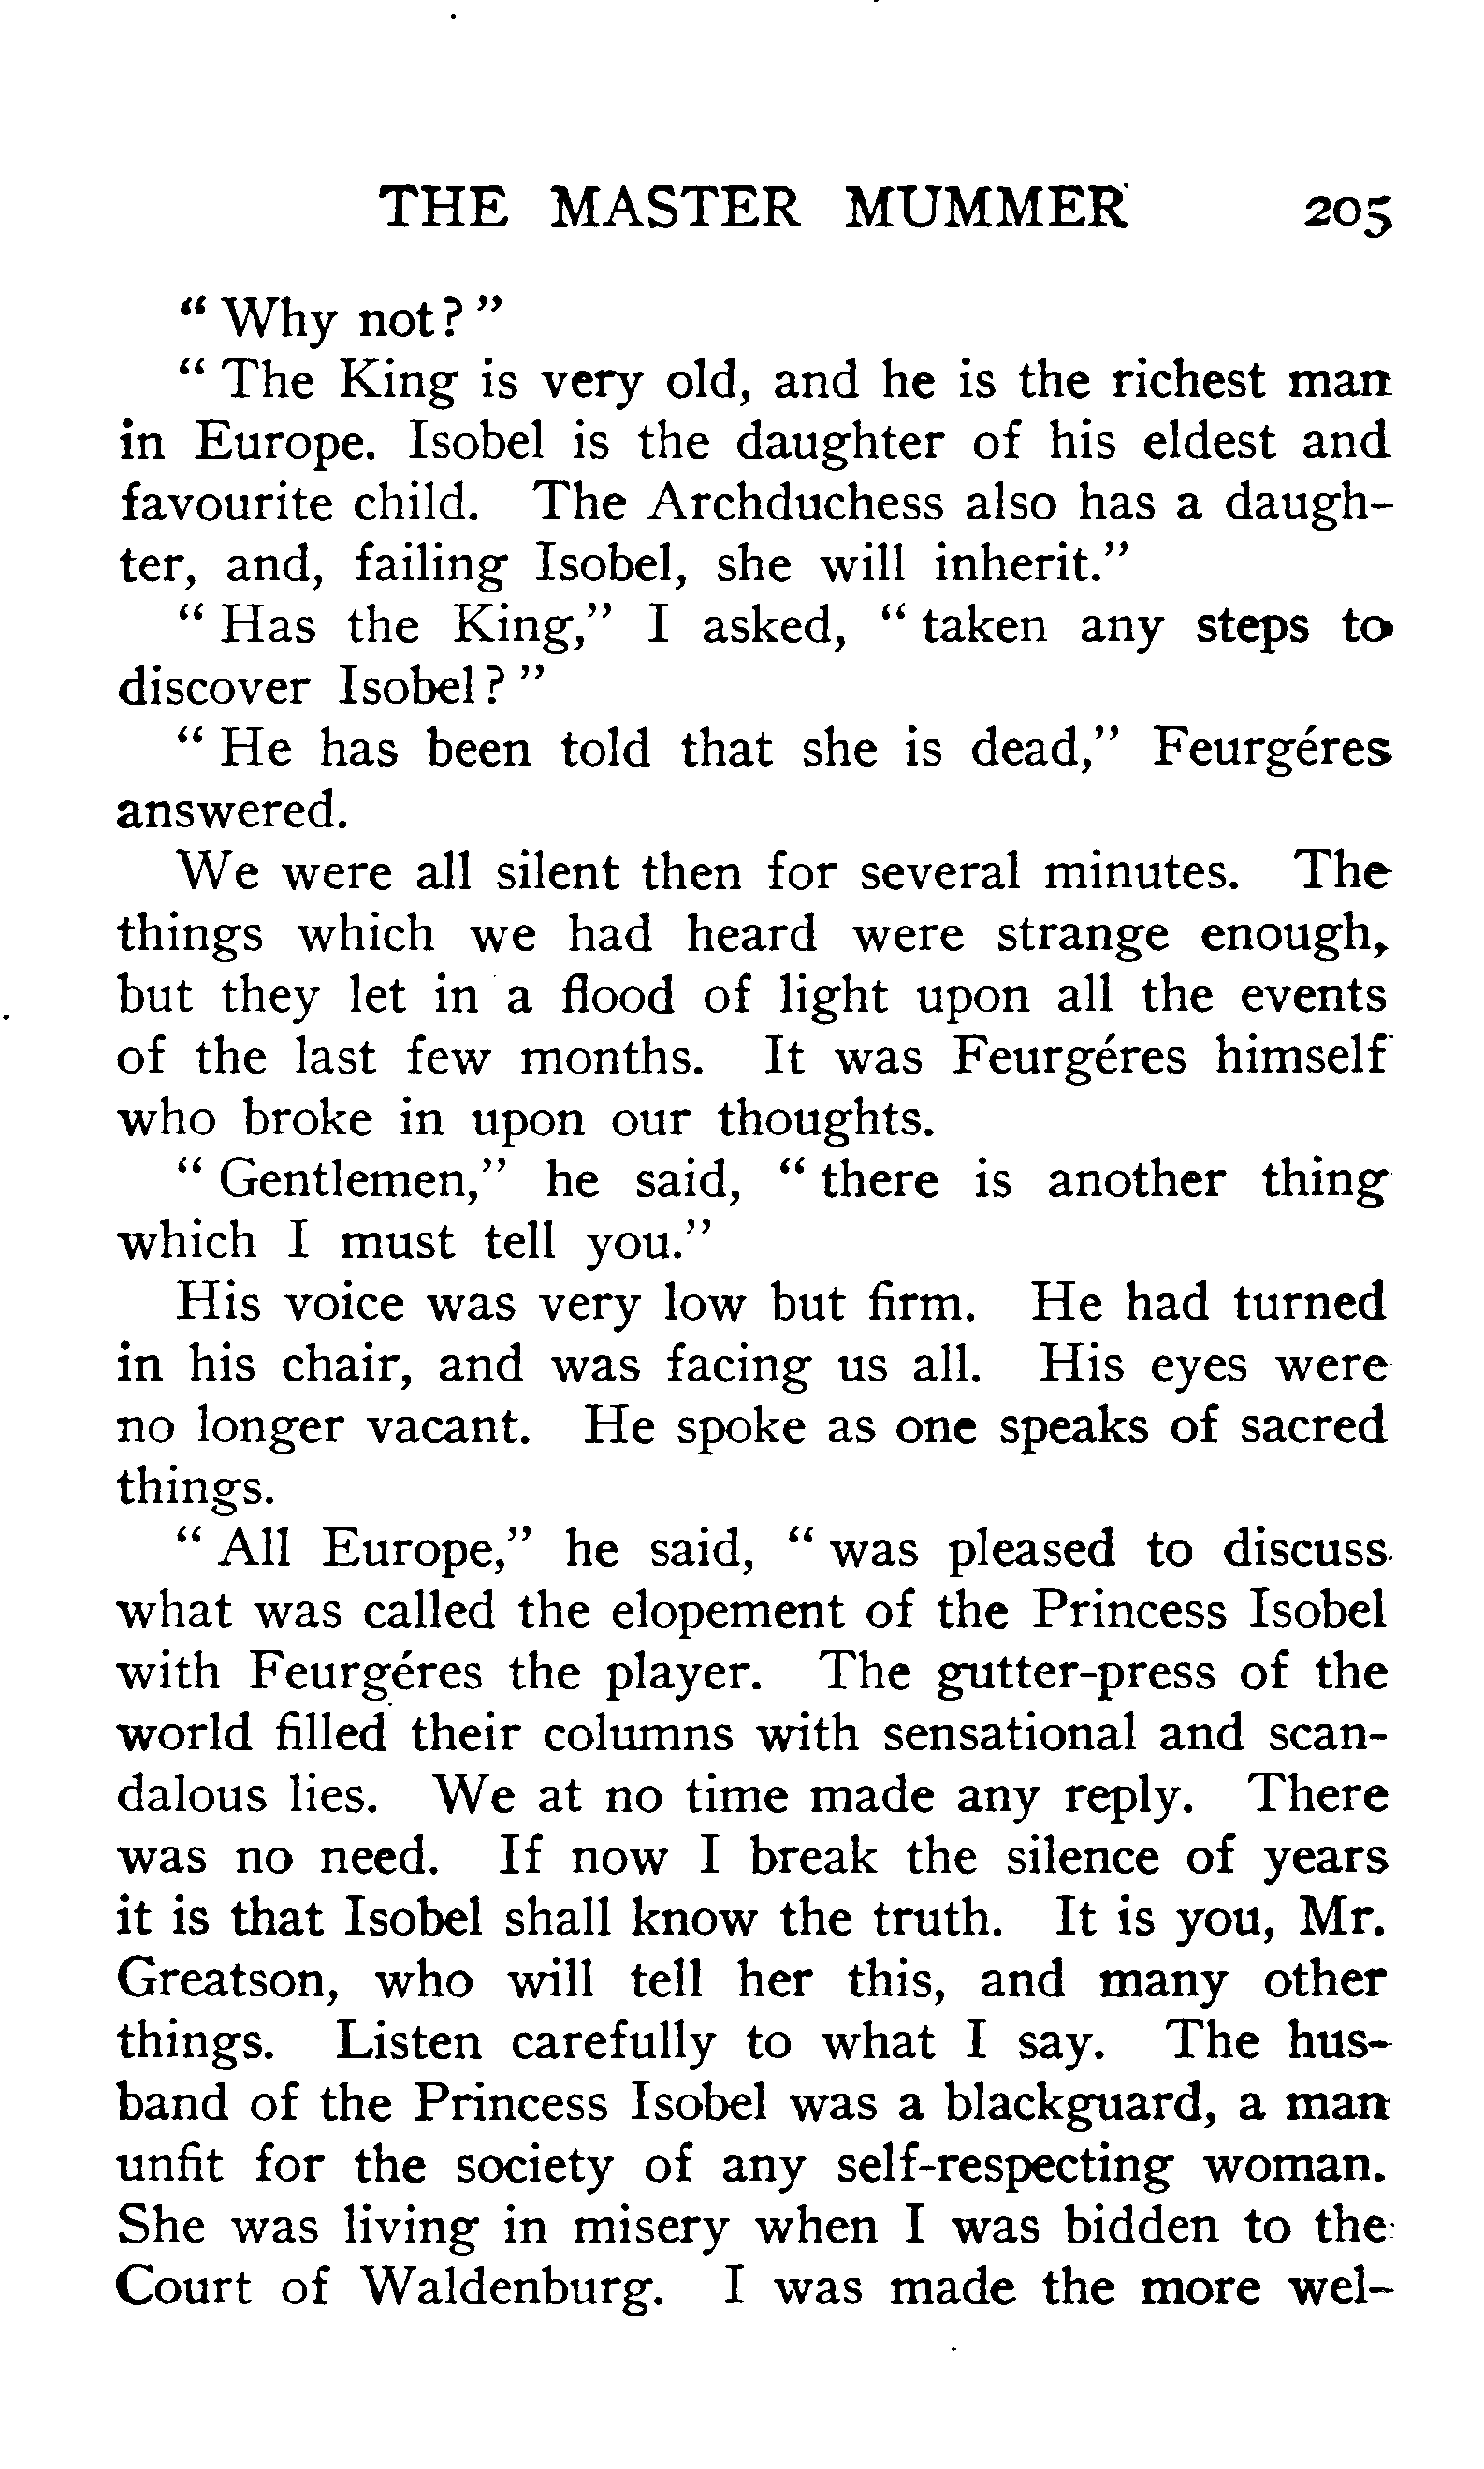 THE MASTER MUMMER 205
“ Why not ? ”
“ The King is very old, and he is the richest man
in Europe. Isobel is the daughter of his eldest and
favourite child. The Archduchess also has a daugh-
ter, and, failing Isobel, she will inherit.”
“ Has the King,” I asked, “ taken any steps to
discover Isobel ? ”
“ He has been told that she is dead,” Feurgéres
answered.
We were all silent then for several minutes. The
things which we had heard were strange enough,
but they let in a flood of light upon all the events
of the last few months. It was Feurgéres himself
who broke in upon our thoughts.
“ Gentlemen,” he said, “ there is another thing
which I must tell you.”
His voice was very low but firm. He had turned
in his chair, and was facing us all. His eyes were
no longer vacant. He spoke as one speaks of sacred
things.
“ All Europe,” he said, “ was pleased to discuss
what was called the elopement of the Princess Isobel
with Feurgéres the player. The gutter-press of the
world filled their columns with sensational and scan-
dalous lies. We at no time made any reply. There
was no need. If now I break the silence of years
it is that Isobel shall know the truth. It is you, Mr.
Greatson, who will tell her this, and many other
things. Listen carefully to what I say. The hus-
band of the Princess Isobel was a blackguard, a man
unfit for the society of any self-respecting woman.
She was living in misery when I was bidden to the
Court of Waldenburg. I was made the more wel-